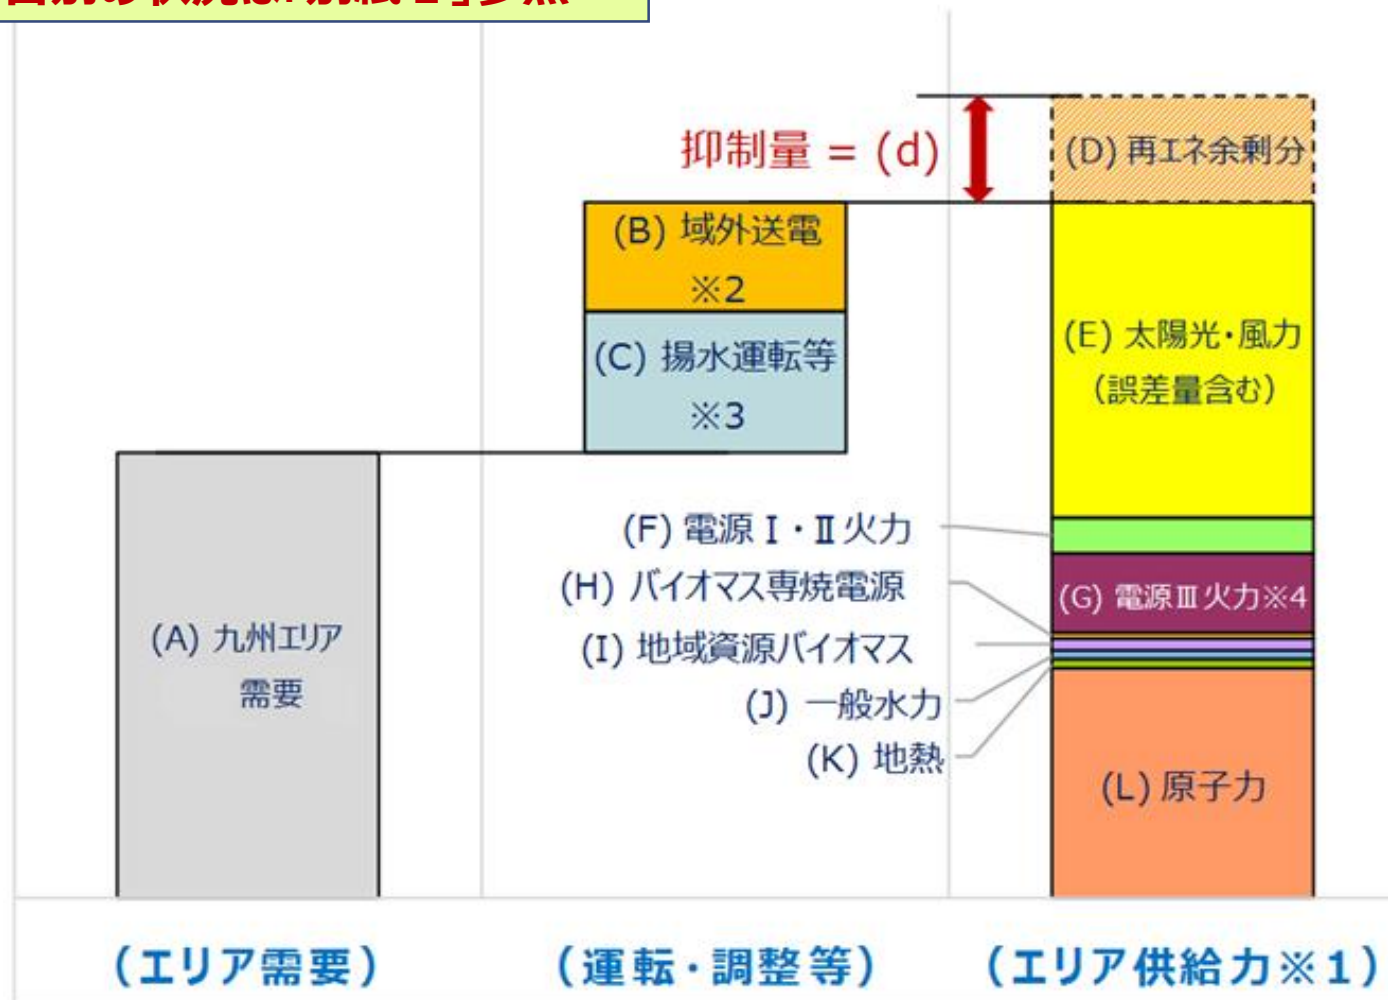 抑制量 = (d)
(D) 再エネ余剰分
(B) 域外送電
※2
(C) 揚水運転等
※3
(E) 太陽光・風力
（誤差量含む）
(F) 電源Ⅰ・Ⅱ火力
(G) 電源Ⅲ火力※4
(H) バイオマス専焼電源
(I) 地域資源バイオマス
(J) 一般水力
(K) 地熱
(L) 原子力
(A) 九州エリア
需要
（エリア需要）
（運転・調整等）
（エリア供給力※1）